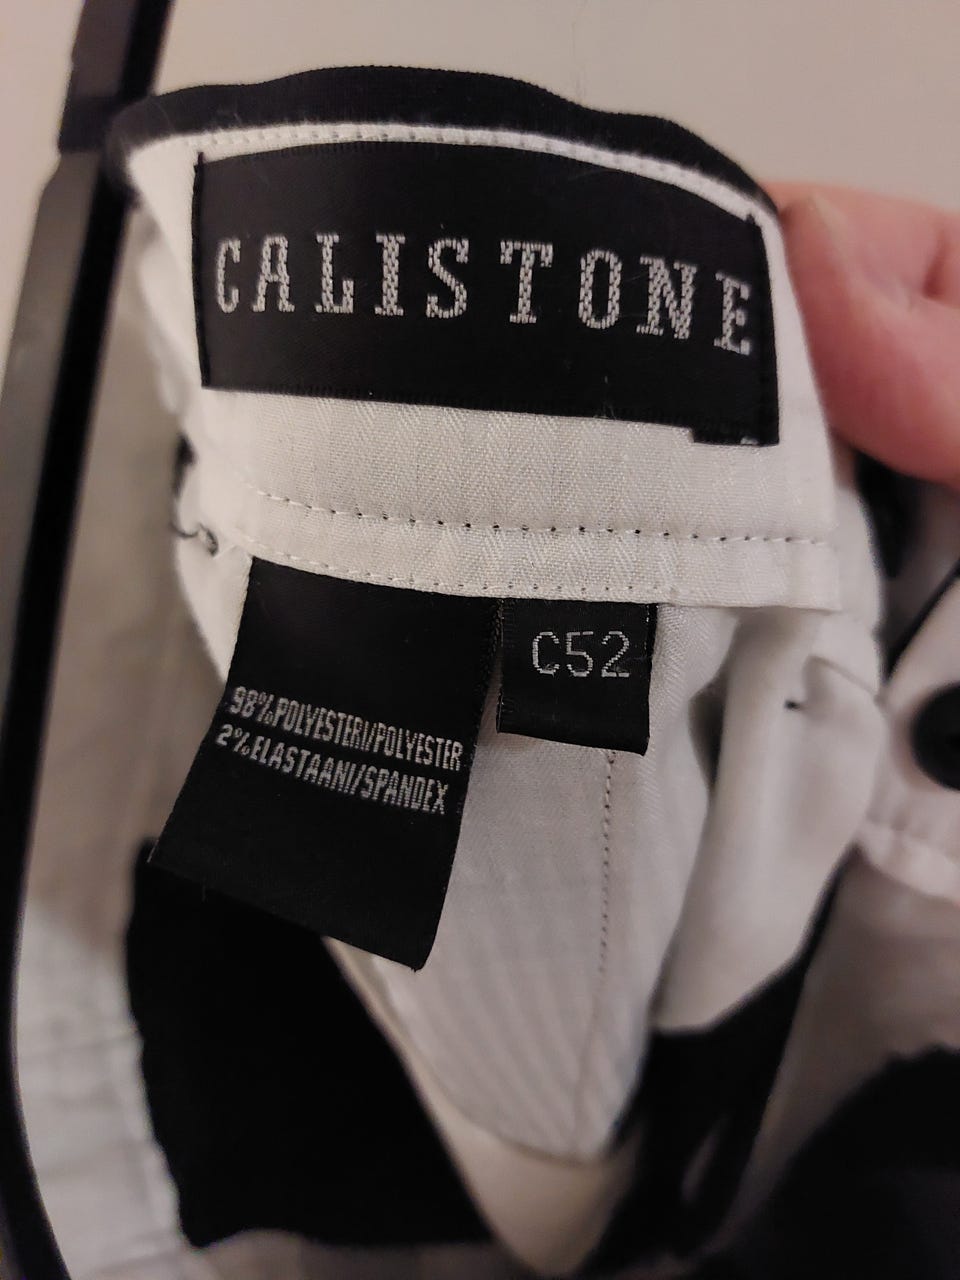 CALISTONE
C52
98%POLYESTERI/POLYESTER
2%ELASTAANI/SPANDEX